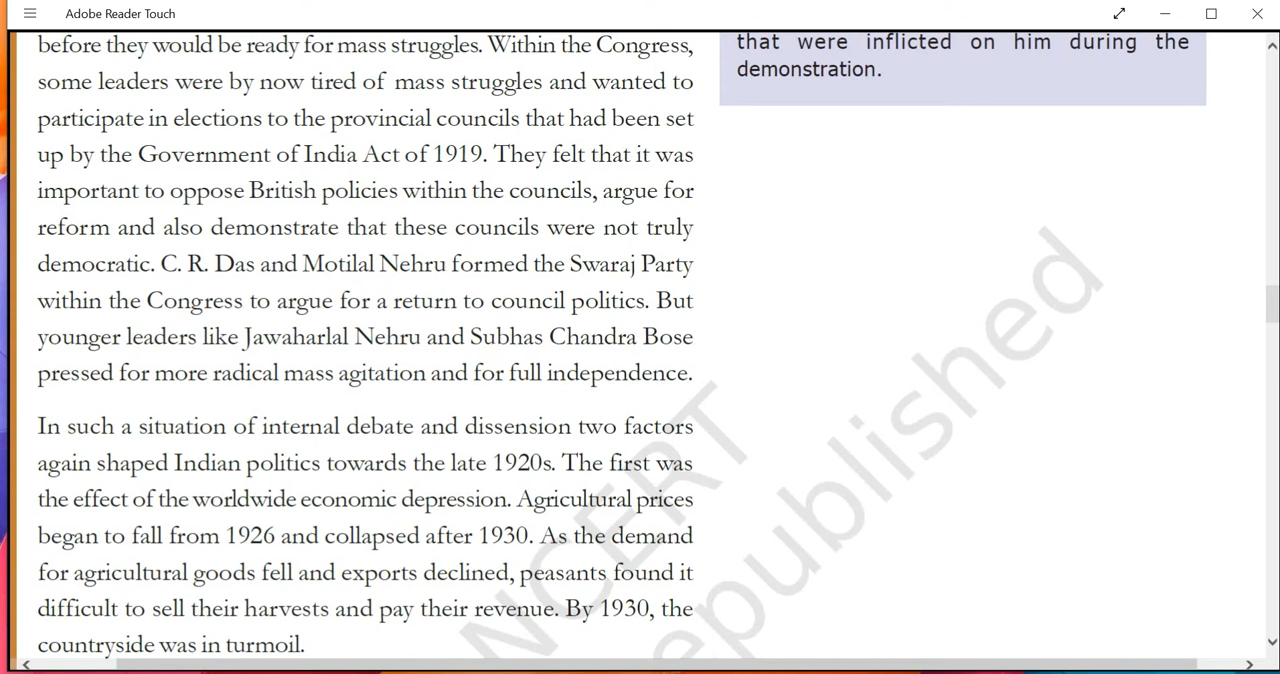 Adobe Reader Touch
before they would be ready for mass struggles. Within the Congress,
some leaders were by now tired of mass struggles and wanted to
participate in elections to the provincial councils that had been set
up by the Government of India Act of 1919. They felt that it was
important to oppose British policies within the councils, argue for
reform and also demonstrate that these councils were not truly
democratic. C. R. Das and Motilal Nehru formed the Swaraj Party
within the Congress to argue for a return to council politics. But
younger leaders like Jawaharlal Nehru and Subhas Chandra Bose
pressed for more radical mass agitation and for full independence.
In such a situation of internal debate and dissension two factors
again shaped Indian politics towards the late 1920s. The first was
the effect of the worldwide economic depression. Agricultural prices
began to fall from 1926 and collapsed after 1930. As the demand
for agricultural goods fell and exports declined, peasants found it
difficult to sell their harvests and pay their revenue. By 1930, the
countryside was in turmoil.
that were inflicted on him during the
demonstration.
NCERT
epublished